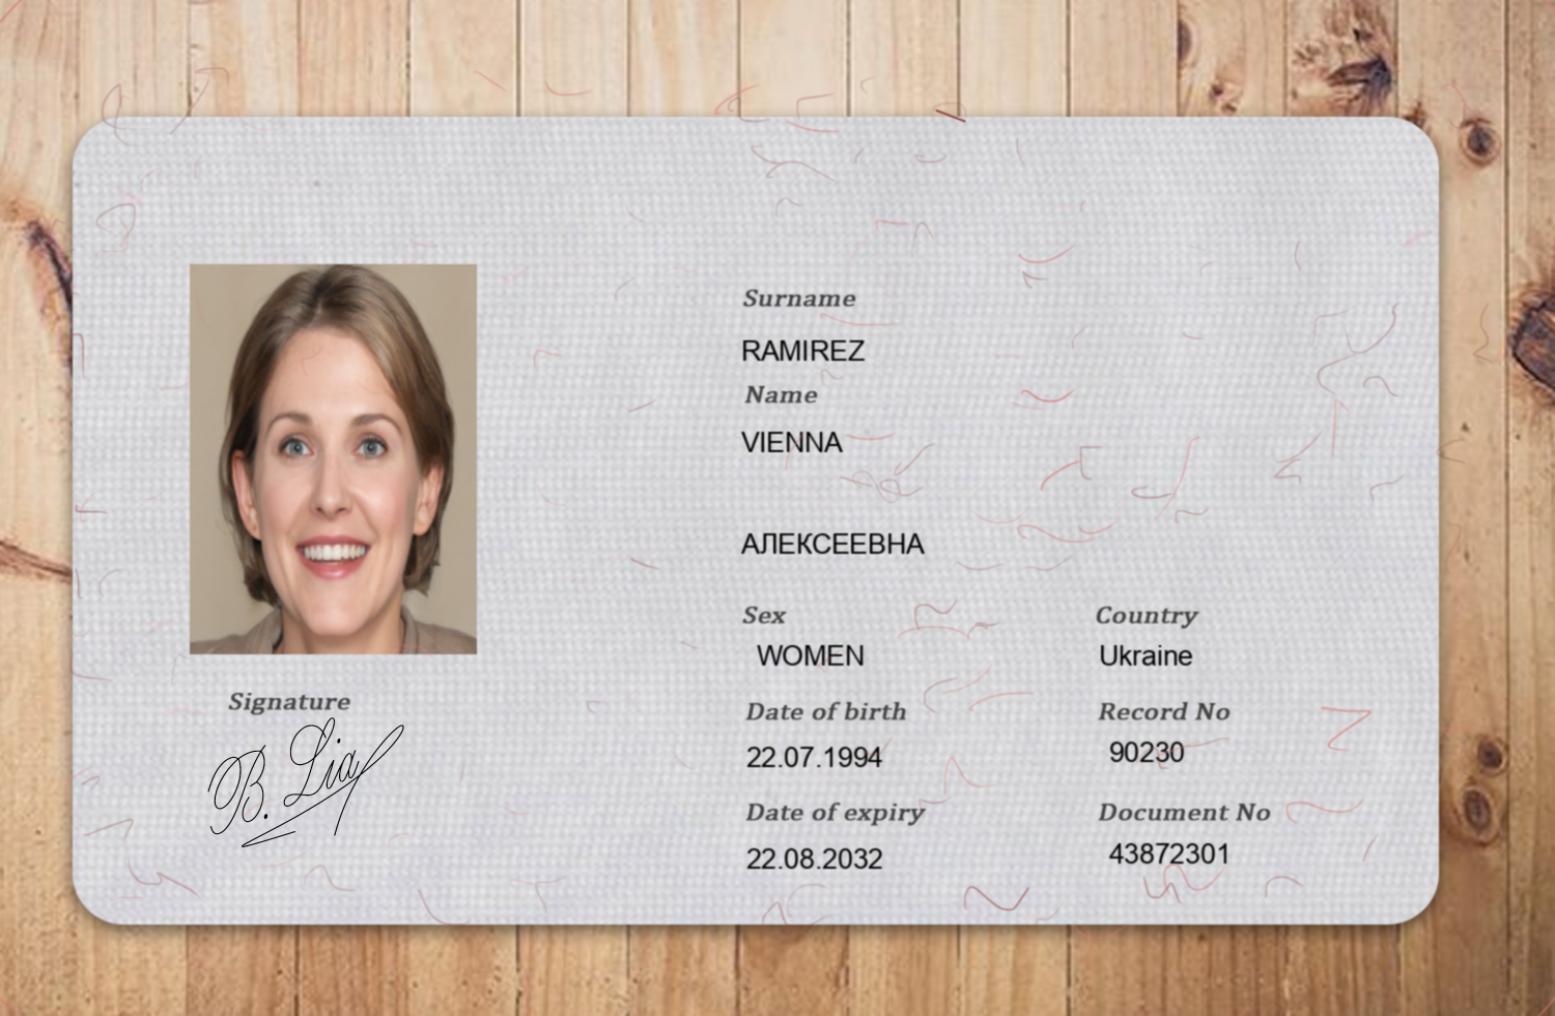 Surname
RAMIREZ
Name
VIENNA
АЛЕКСЕЕВНА
Sex
WOMEN
Country
Ukraine
Date of birth
22.07.1994
Record No
90230
Date of expiry
22.08.2032
Document No
43872301
Signature
B. Lia